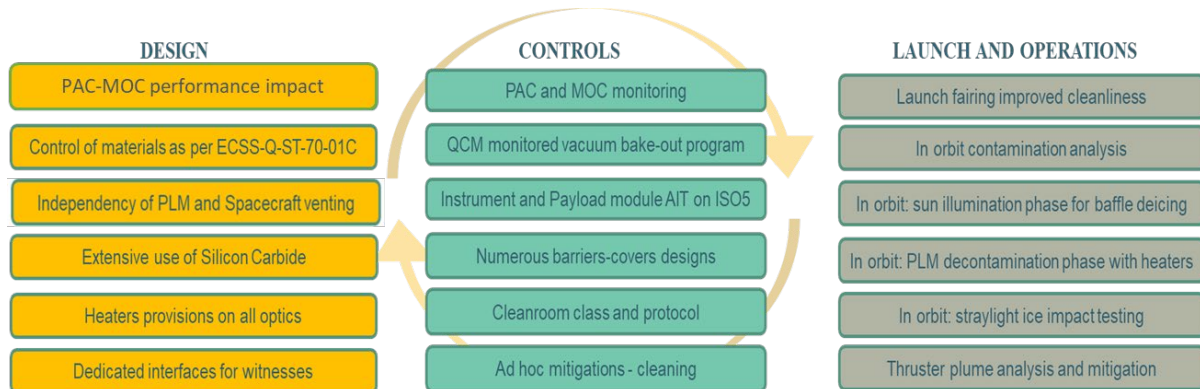 DESIGN
PAC-MOC performance impact
Control of materials as per ECSS-Q-ST-70-01C
Independency of PLM and Spacecraft venting
Extensive use of Silicon Carbide
Heaters provisions on all optics
Dedicated interfaces for witnesses
CONTROLS
PAC and MOC monitoring
QCM monitored vacuum bake-out program
Instrument and Payload module AIT on ISO5
Numerous barriers-covers designs
Cleanroom class and protocol
Ad hoc mitigations - cleaning
LAUNCH AND OPERATIONS
Launch fairing improved cleanliness
In orbit contamination analysis
In orbit: sun illumination phase for baffle deicing
In orbit: PLM decontamination phase with heaters
In orbit: straylight ice impact testing
Thruster plume analysis and mitigation